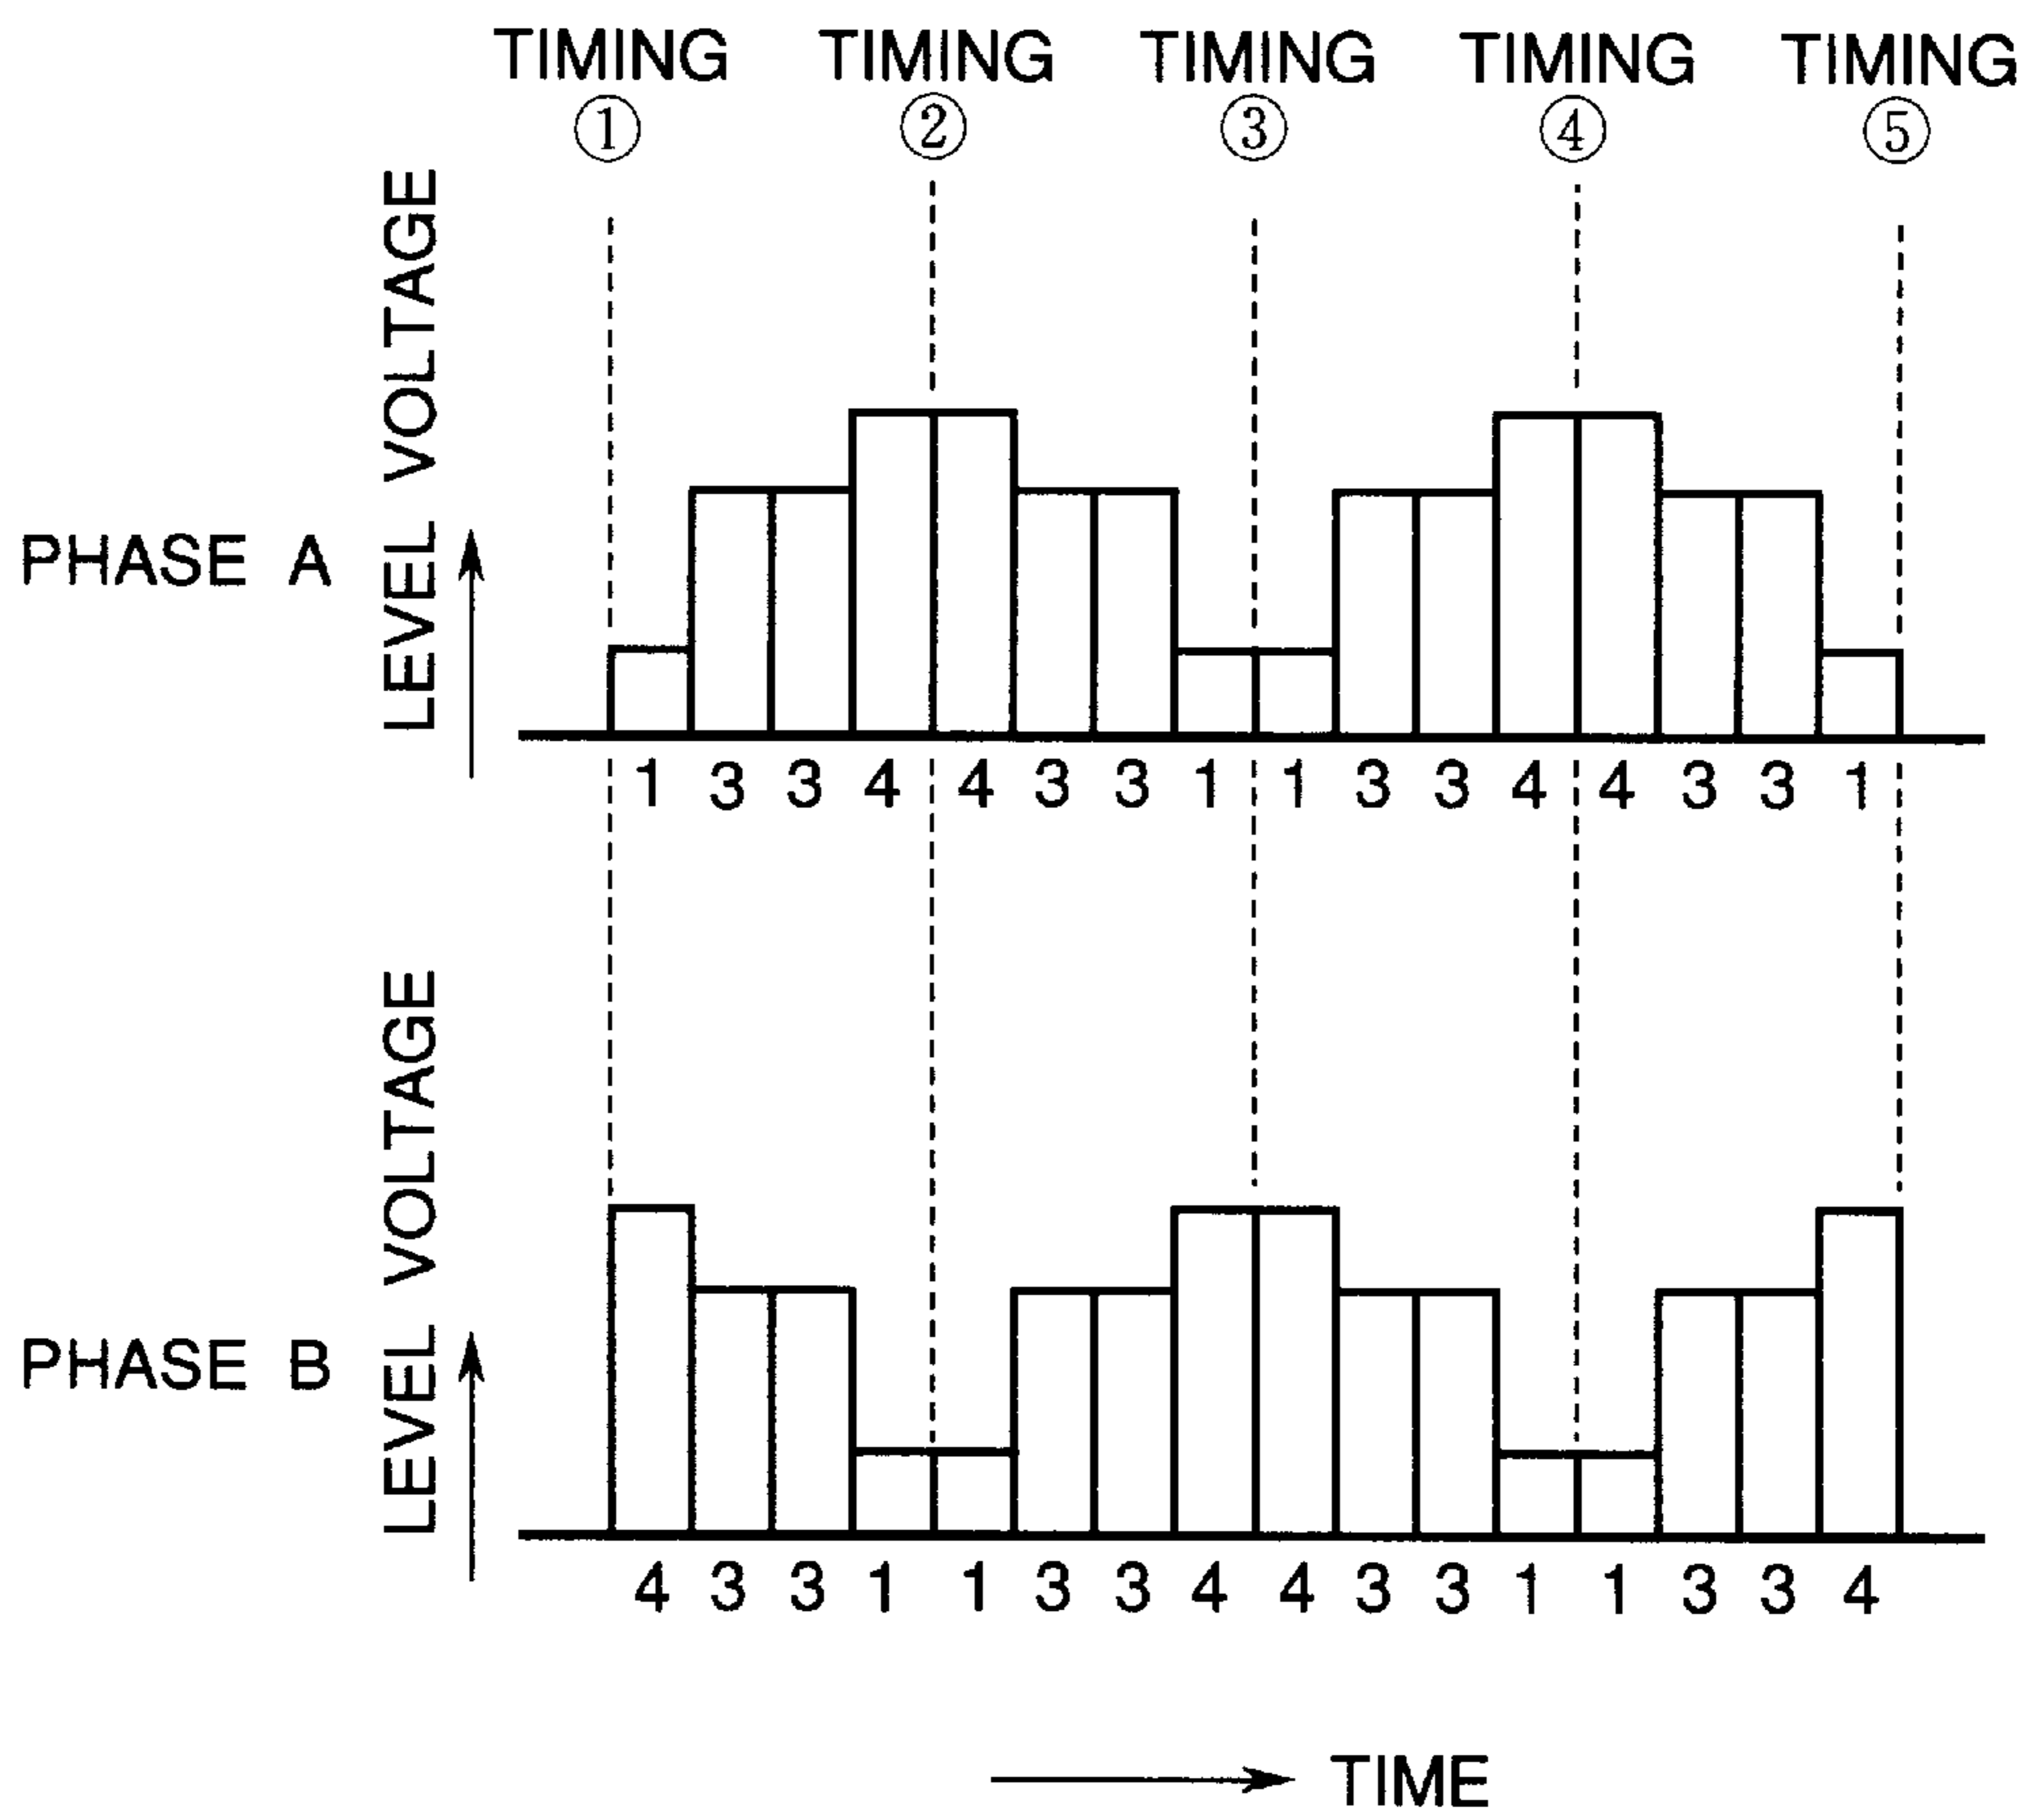 TIMING TIMING TIMING TIMING TIMING
① ② ③ ④ ⑤
LEVEL VOLTAGE
PHASE A
1 3 3 4 4 3 3 1 1 3 3 4 4 3 3 1
LEVEL VOLTAGE
PHASE B
4 3 3 1 1 3 3 4 4 3 3 1 1 3 3 4
TIME